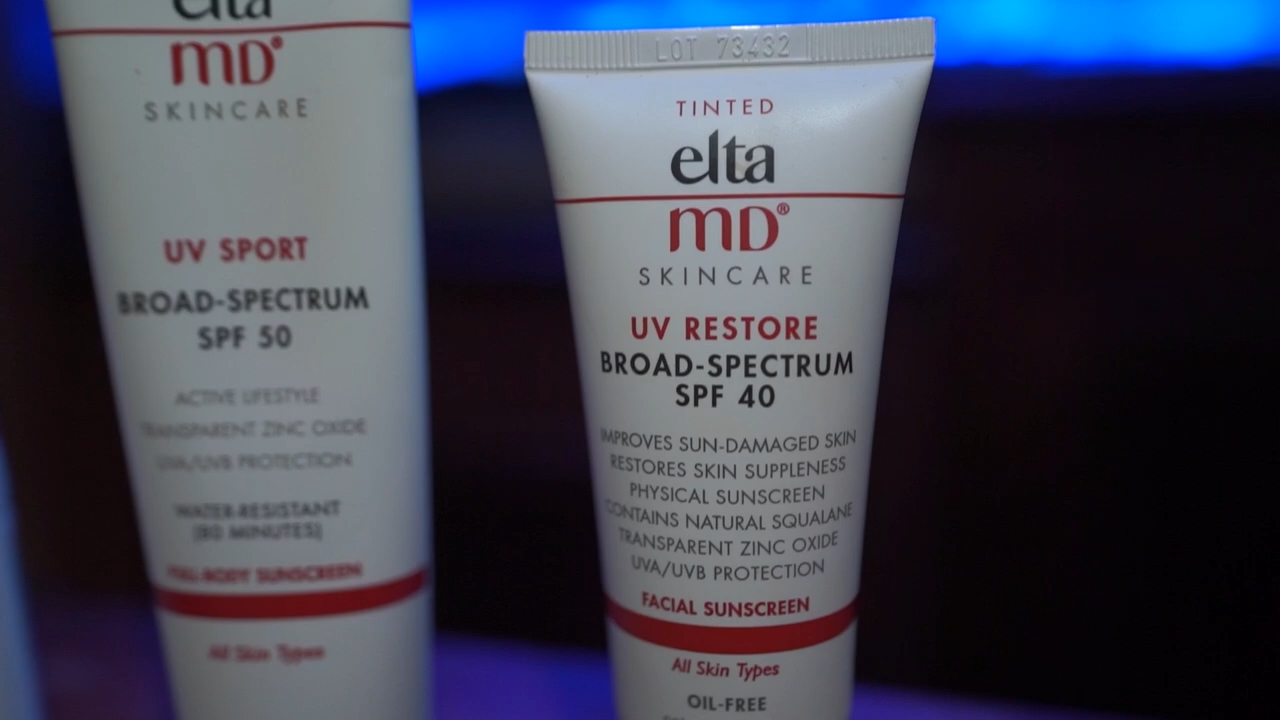 elta
MD®
SKINCARE
UV SPORT
BROAD-SPECTRUM
SPF 50
ACTIVE LIFESTYLE
TRANSPARENT ZINC OXIDE
UVA/UVB PROTECTION
WATER-RESISTANT
(80 MINUTES)
FULL-BODY SUNSCREEN
All Skin Types
LOT 73432
TINTED
elta
MD®
SKINCARE
UV RESTORE
BROAD-SPECTRUM
SPF 40
IMPROVES SUN-DAMAGED SKIN
RESTORES SKIN SUPPLENESS
PHYSICAL SUNSCREEN
CONTAINS NATURAL SQUALANE
TRANSPARENT ZINC OXIDE
UVA/UVB PROTECTION
FACIAL SUNSCREEN
All Skin Types
OIL-FREE